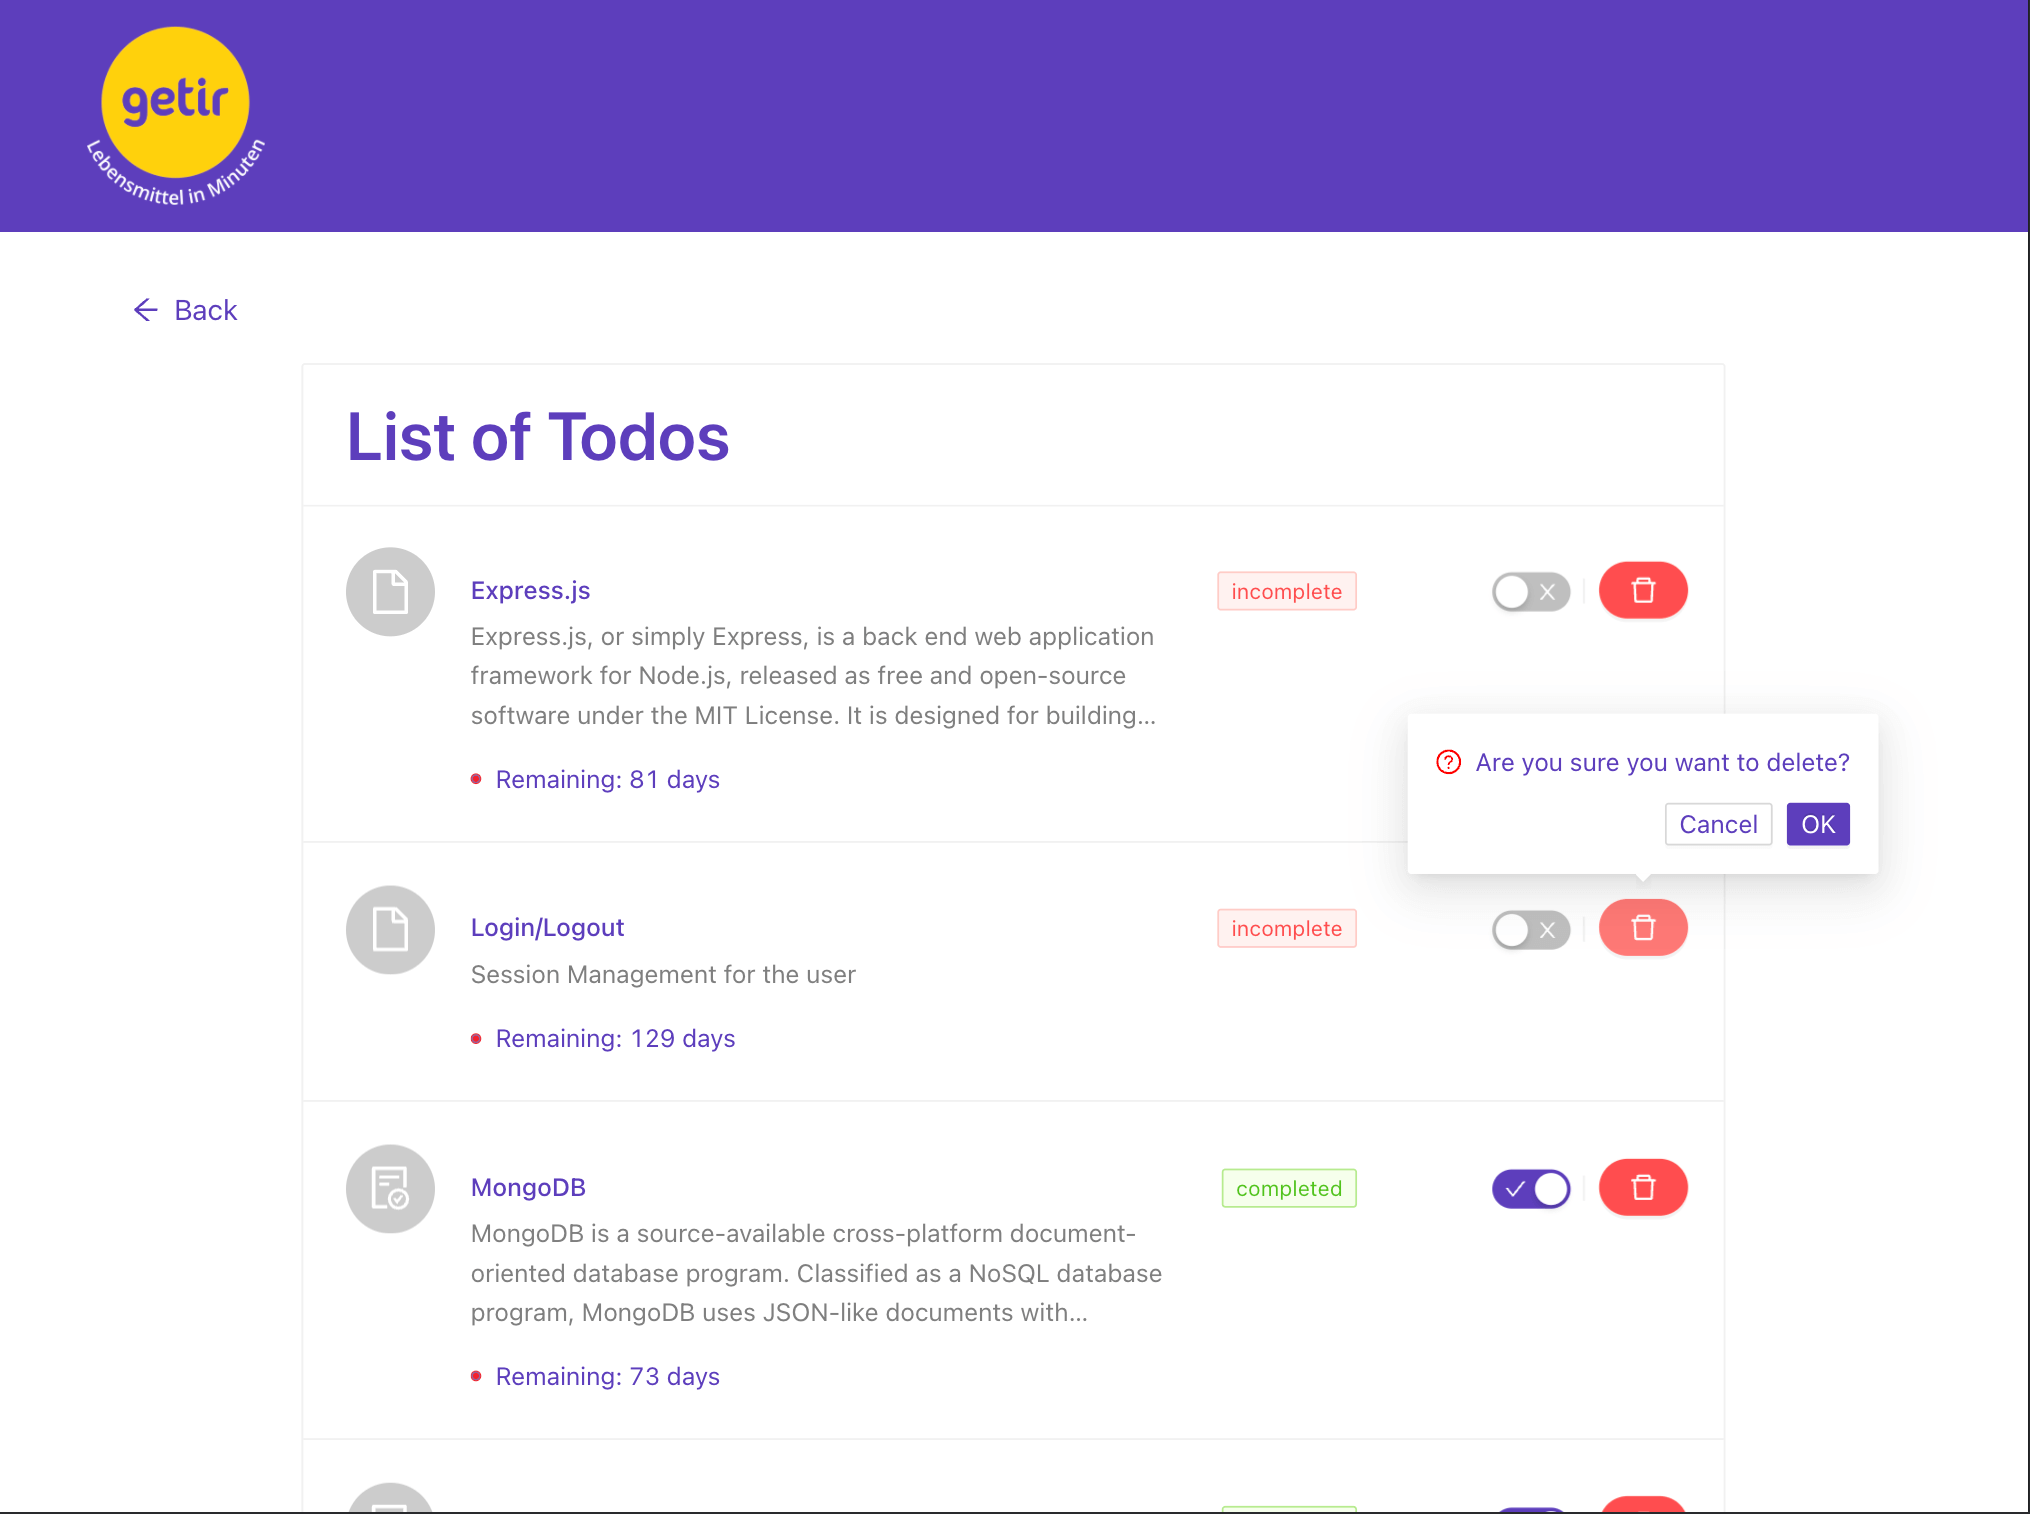 getir
Lebensmittel in Minuten
Back
List of Todos
Express.js
incomplete
Express.js, or simply Express, is a back end web application
framework for Node.js, released as free and open-source
software under the MIT License. It is designed for building...
Remaining: 81 days
Are you sure you want to delete?
Cancel OK
Login/Logout
incomplete
Session Management for the user
Remaining: 129 days
MongoDB
completed
MongoDB is a source-available cross-platform document-
oriented database program. Classified as a NoSQL database
program, MongoDB uses JSON-like documents with...
Remaining: 73 days